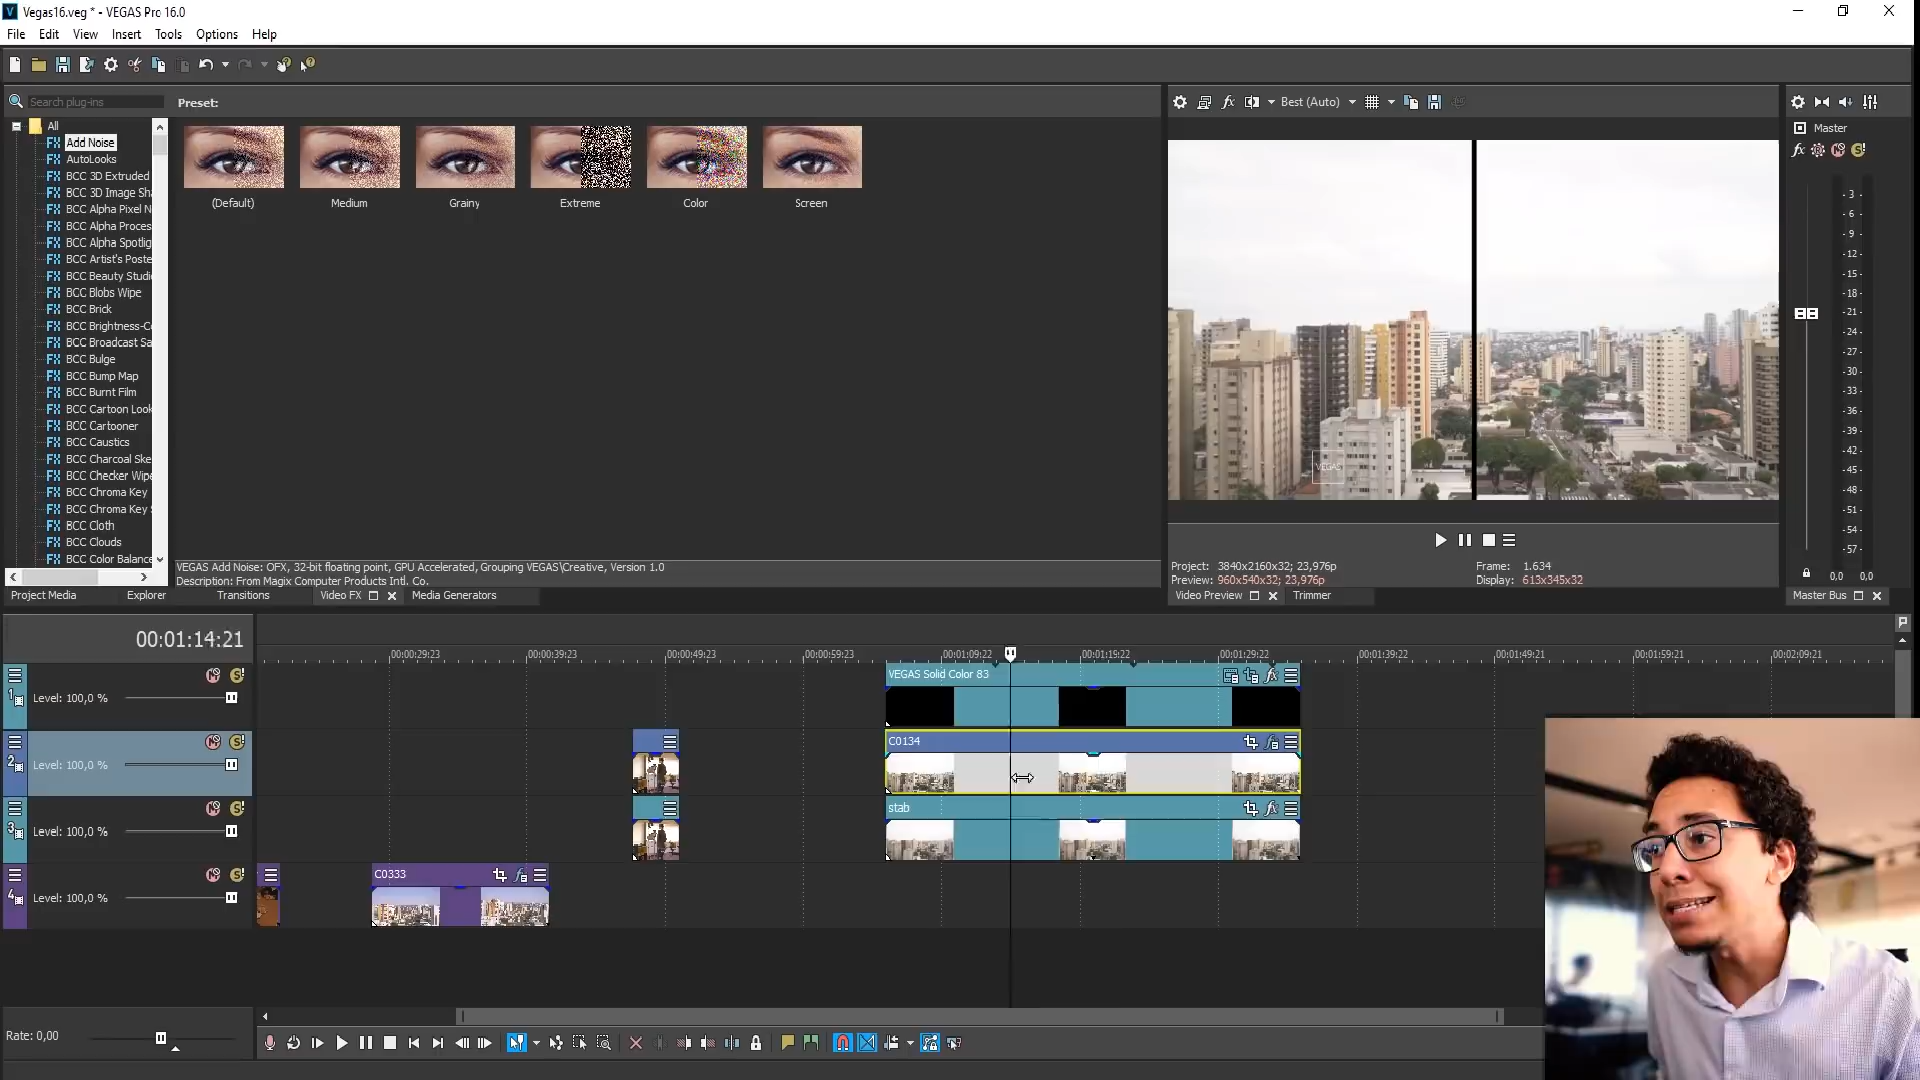 Vegas16.veg * - VEGAS Pro 16.0
File Edit View Insert Tools Options Help
Search plug-ins
Preset:
All
Add Noise
AutoLooks
BCC 3D Extruded
BCC 3D Image Sha
BCC Alpha Pixel N
BCC Alpha Proces
BCC Alpha Spotlig
BCC Artist's Poste
BCC Beauty Studi
BCC Blobs Wipe
BCC Brick
BCC Brightness-Co
BCC Broadcast Sa
BCC Bulge
BCC Bump Map
BCC Burnt Film
BCC Cartoon Look
BCC Cartooner
BCC Caustics
BCC Charcoal Ske
BCC Checker Wipe
BCC Chroma Key
BCC Chroma Key S
BCC Cloth
BCC Clouds
BCC Color Balance
(Default) Medium Grainy Extreme Color Screen
VEGAS Add Noise: OFX, 32-bit floating point, GPU Accelerated, Grouping VEGAS\Creative, Version 1.0
Description: From Magix Computer Products Intl. Co.
Project Media Explorer Transitions Video FX Media Generators
Best (Auto)
VEGAS
Project: 3840x2160x32; 23,976p
Preview: 960x540x32; 23,976p
Frame: 1.634
Display: 613x345x32
Video Preview Trimmer
Master
- 3 -
- 6 -
- 9 -
- 12 -
- 15 -
- 18 -
- 21 -
- 24 -
- 27 -
- 30 -
- 33 -
- 36 -
- 39 -
- 42 -
- 45 -
- 48 -
- 51 -
- 54 -
- 57 -
0,0 0,0
Master Bus
00:01:14:21
00:00:29:23 00:00:39:23 00:00:49:23 00:00:59:23 00:01:09:22 00:01:19:22 00:01:29:22 00:01:39:22 00:01:49:21 00:01:59:21 00:02:09:21
1 Level: 100,0 %
VEGAS Solid Color 83
2 Level: 100,0 %
C0134
3 Level: 100,0 %
stab
4 Level: 100,0 %
C0333
Rate: 0,00